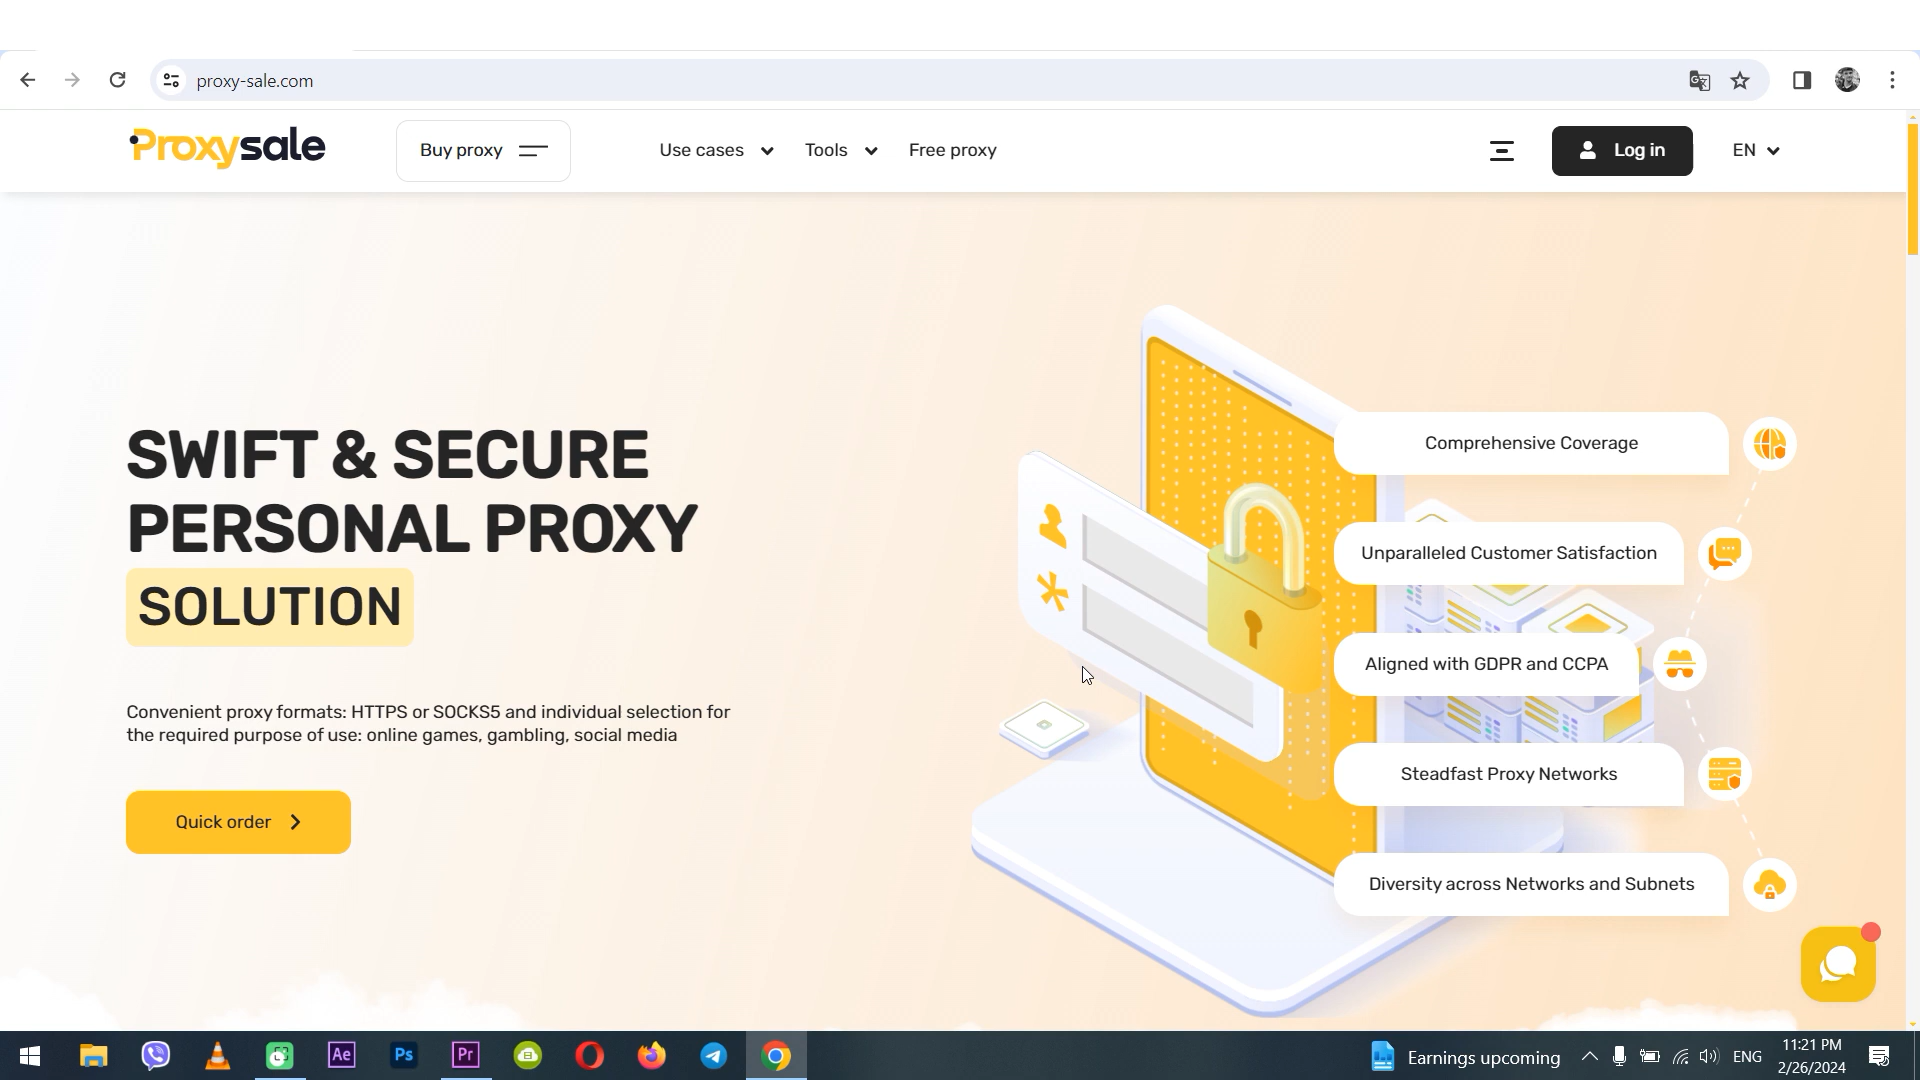 proxy-sale.com
Proxysale
Buy proxy
Use cases
Tools
Free proxy
Log in
EN
SWIFT & SECURE
PERSONAL PROXY
SOLUTION
Convenient proxy formats: HTTPS or SOCKS5 and individual selection for
the required purpose of use: online games, gambling, social media
Quick order
Comprehensive Coverage
Unparalleled Customer Satisfaction
Aligned with GDPR and CCPA
Steadfast Proxy Networks
Diversity across Networks and Subnets
Ae
Ps
Pr
Earnings upcoming
ENG
11:21 PM
2/26/2024